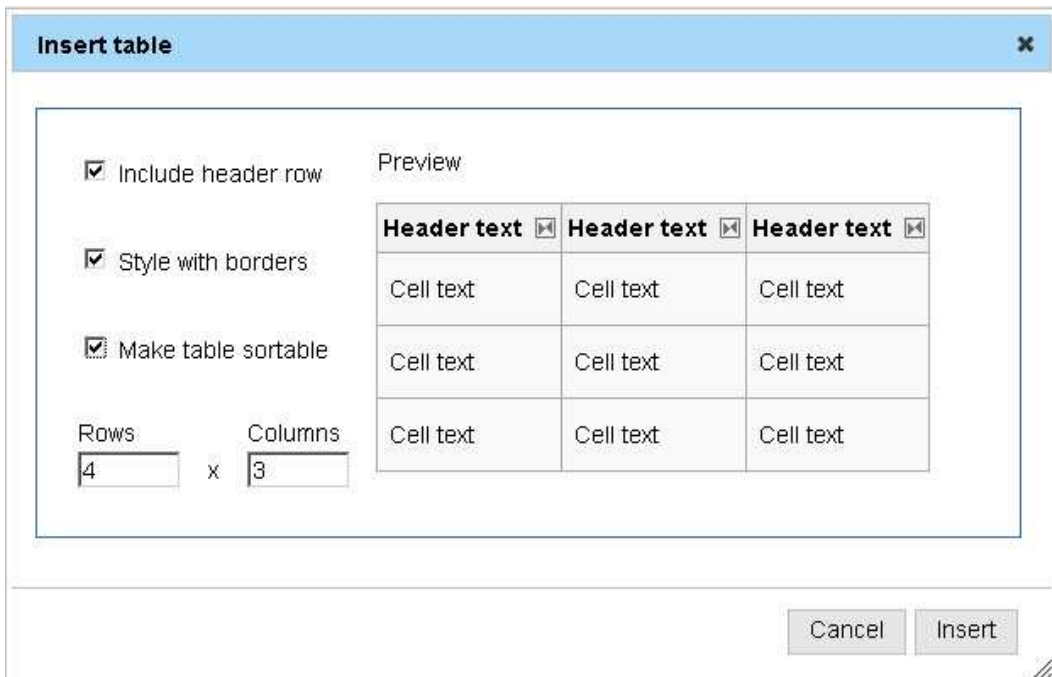 Insert table
Include header row
Style with borders
Make table sortable
Rows Columns
4 x 3
Preview
Header text Header text Header text
Cell text Cell text Cell text
Cell text Cell text Cell text
Cell text Cell text Cell text
Cancel Insert